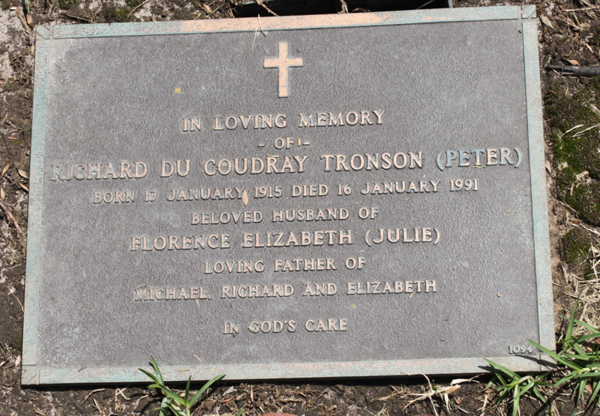 IN LOVING MEMORY
- OF -
RICHARD DU COUDRAY TRONSON (PETER)
BORN 17 JANUARY 1915 DIED 16 JANUARY 1991
BELOVED HUSBAND OF
FLORENCE ELIZABETH (JULIE)
LOVING FATHER OF
MICHAEL, RICHARD AND ELIZABETH
IN GOD'S CARE
1094